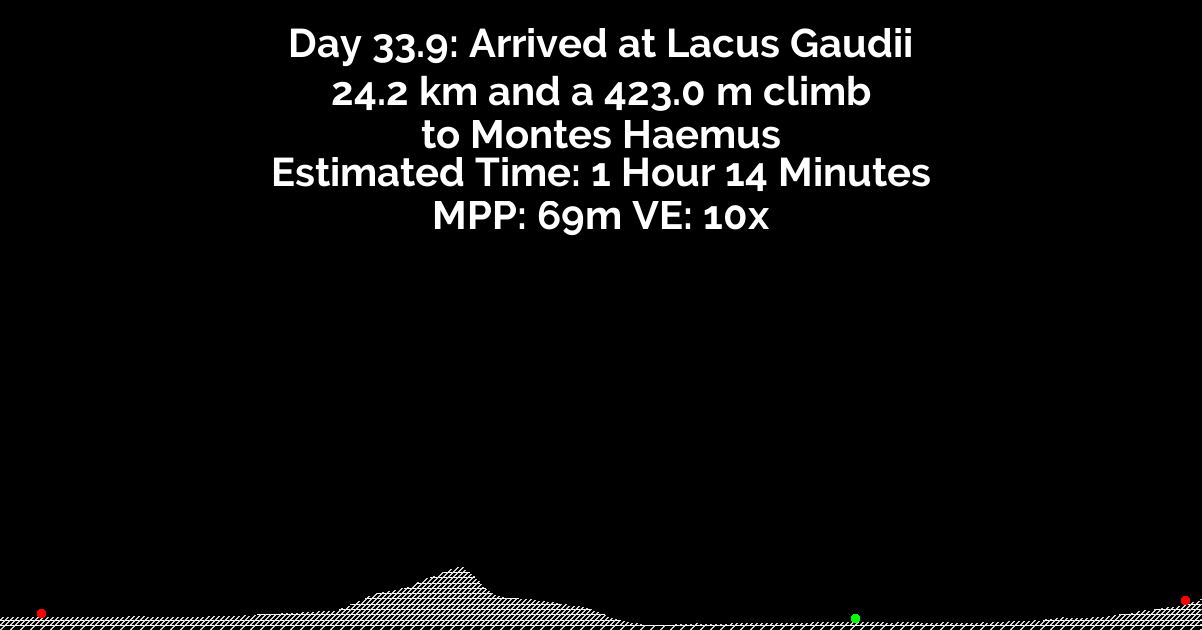 Day 33.9: Arrived at Lacus Gaudii
24.2 km and a 423.0 m climb
to Montes Haemus
Estimated Time: 1 Hour 14 Minutes
MPP: 69m VE: 10x